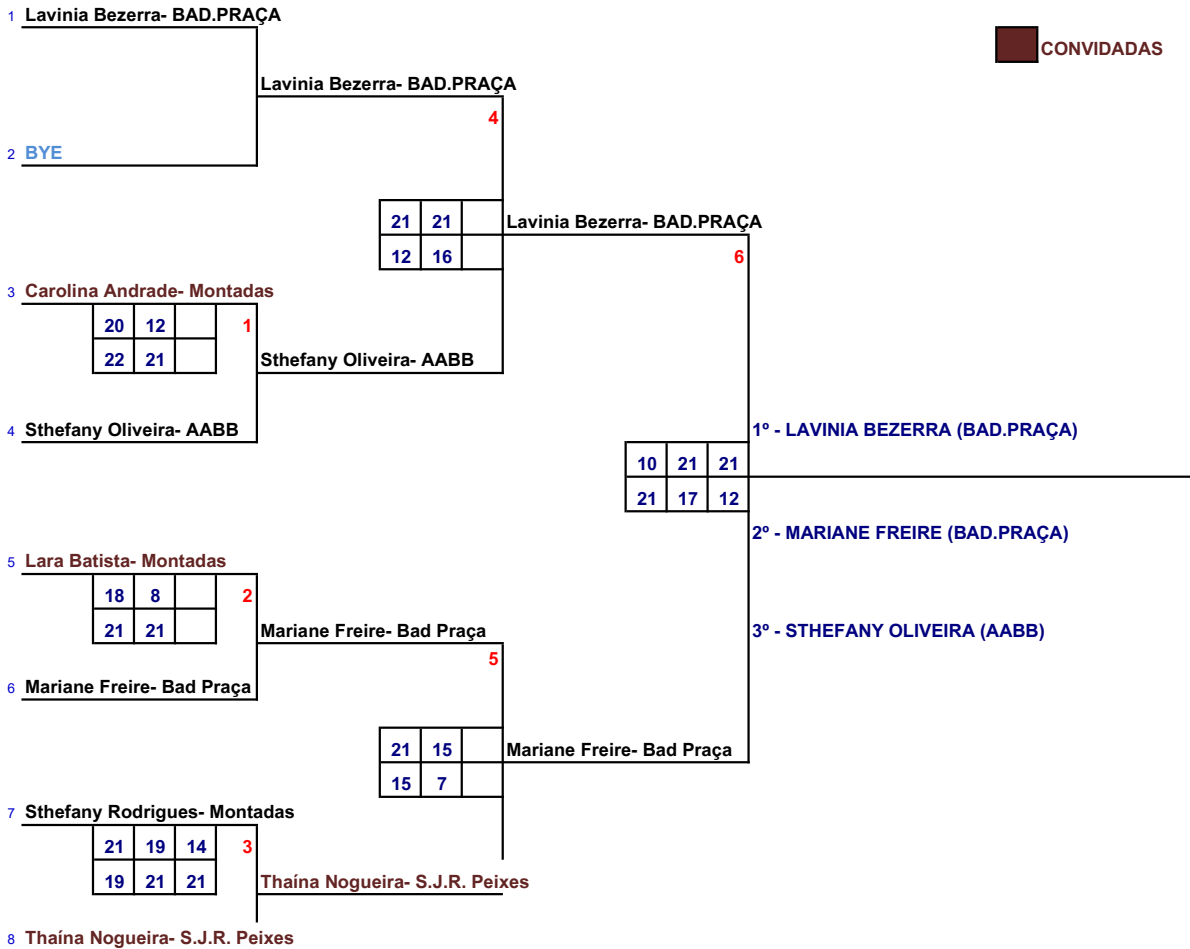 1 Lavinia Bezerra- BAD.PRAÇA
CONVIDADAS
Lavinia Bezerra- BAD.PRAÇA
4
2 BYE
21 21
Lavinia Bezerra- BAD.PRAÇA
12 16
6
3 Carolina Andrade- Montadas
20 12
1
22 21
Sthefany Oliveira- AABB
4 Sthefany Oliveira- AABB
1º - LAVINIA BEZERRA (BAD.PRAÇA)
10 21 21
21 17 12
2º - MARIANE FREIRE (BAD.PRAÇA)
5 Lara Batista- Montadas
18 8
2
21 21
Mariane Freire- Bad Praça
3º - STHEFANY OLIVEIRA (AABB)
5
6 Mariane Freire- Bad Praça
21 15
Mariane Freire- Bad Praça
15 7
7 Sthefany Rodrigues- Montadas
21 19 14
3
19 21 21
Thaína Nogueira- S.J.R. Peixes
8 Thaína Nogueira- S.J.R. Peixes